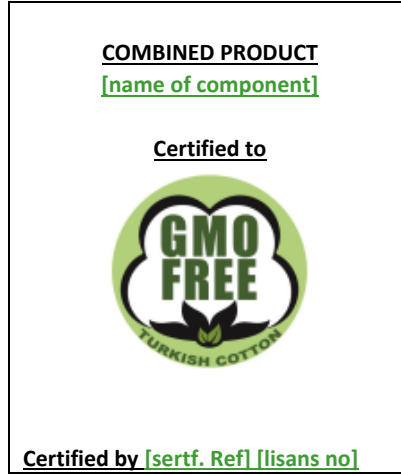 COMBINED PRODUCT
[name of component]
Certified to
GMO
FREE
TURKISH COTTON
Certified by [sertf. Ref] [lisans no]